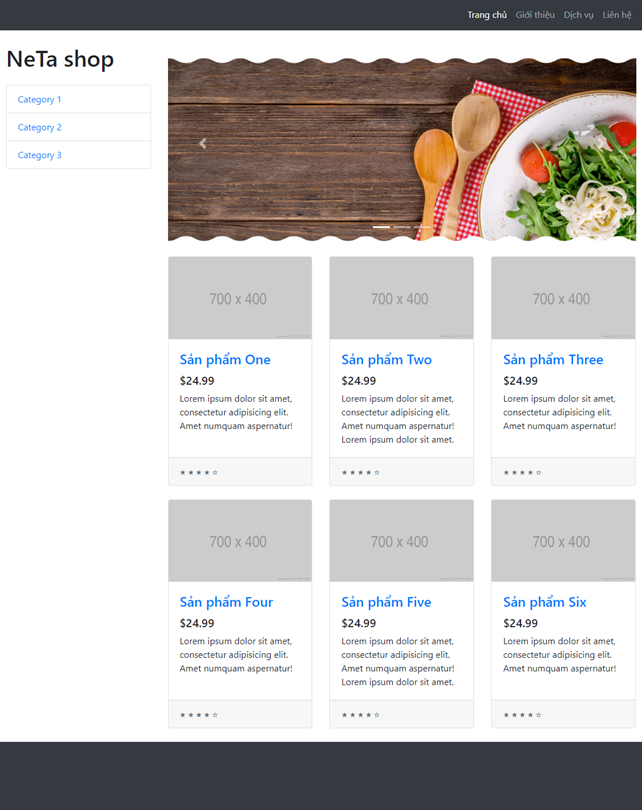 Trang chủ Giới thiệu Dịch vụ Liên hệ
NeTa shop
Category 1
Category 2
Category 3
700 x 400
700 x 400
700 x 400
Sản phẩm One
$24.99
Lorem ipsum dolor sit amet,
consectetur adipisicing elit.
Amet numquam aspernatur!
★ ★ ★ ★ ☆
Sản phẩm Two
$24.99
Lorem ipsum dolor sit amet,
consectetur adipisicing elit.
Amet numquam aspernatur!
Lorem ipsum dolor sit amet.
★ ★ ★ ★ ☆
Sản phẩm Three
$24.99
Lorem ipsum dolor sit amet,
consectetur adipisicing elit.
Amet numquam aspernatur!
★ ★ ★ ★ ☆
700 x 400
700 x 400
700 x 400
Sản phẩm Four
$24.99
Lorem ipsum dolor sit amet,
consectetur adipisicing elit.
Amet numquam aspernatur!
★ ★ ★ ★ ☆
Sản phẩm Five
$24.99
Lorem ipsum dolor sit amet,
consectetur adipisicing elit.
Amet numquam aspernatur!
Lorem ipsum dolor sit amet.
★ ★ ★ ★ ☆
Sản phẩm Six
$24.99
Lorem ipsum dolor sit amet,
consectetur adipisicing elit.
Amet numquam aspernatur!
★ ★ ★ ★ ☆